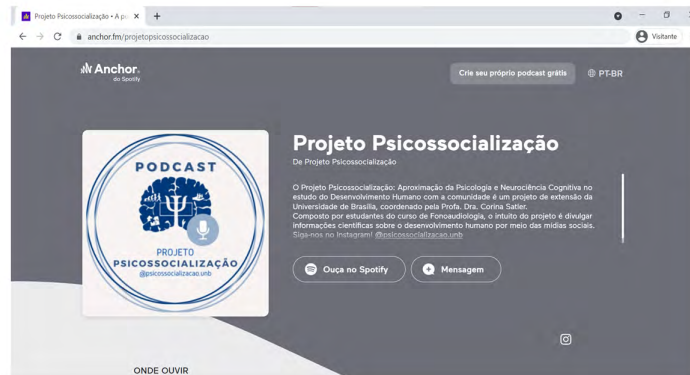 Projeto Psicossocialização • A po
anchor.fm/projetopsicossocializacao
Visitante
Anchor
do Spotify
Crie seu próprio podcast grátis
PT-BR
PODCAST
PROJETO
PSICOSSOCIALIZAÇÃO
@psicossocializacao.unb
Projeto Psicossocialização
De Projeto Psicossocialização
O Projeto Psicossocialização: Aproximação da Psicologia e Neurociência Cognitiva no
estudo do Desenvolvimento Humano com a comunidade é um projeto de extensão da
Universidade de Brasília, coordenado pela Profa. Dra. Corina Satler.
Composto por estudantes do curso de Fonoaudiologia, o intuito do projeto é divulgar
informações científicas sobre o desenvolvimento humano por meio das mídias sociais.
Siga-nos no Instagram! @psicossocializacao.unb
Ouça no Spotify
Mensagem
ONDE OUVIR